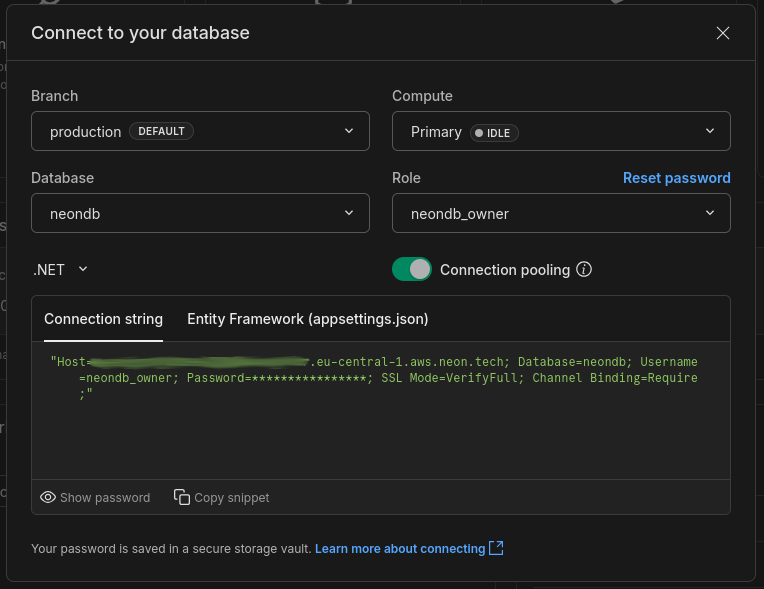 Connect to your database
Branch
Compute
production DEFAULT
Primary IDLE
Database
Role
Reset password
neondb
neondb_owner
.NET
Connection pooling
Connection string
Entity Framework (appsettings.json)
"Host=.eu-central-1.aws.neon.tech; Database=neondb; Username
=neondb_owner; Password=****************; SSL Mode=VerifyFull; Channel Binding=Require
;"
Show password
Copy snippet
Your password is saved in a secure storage vault. Learn more about connecting